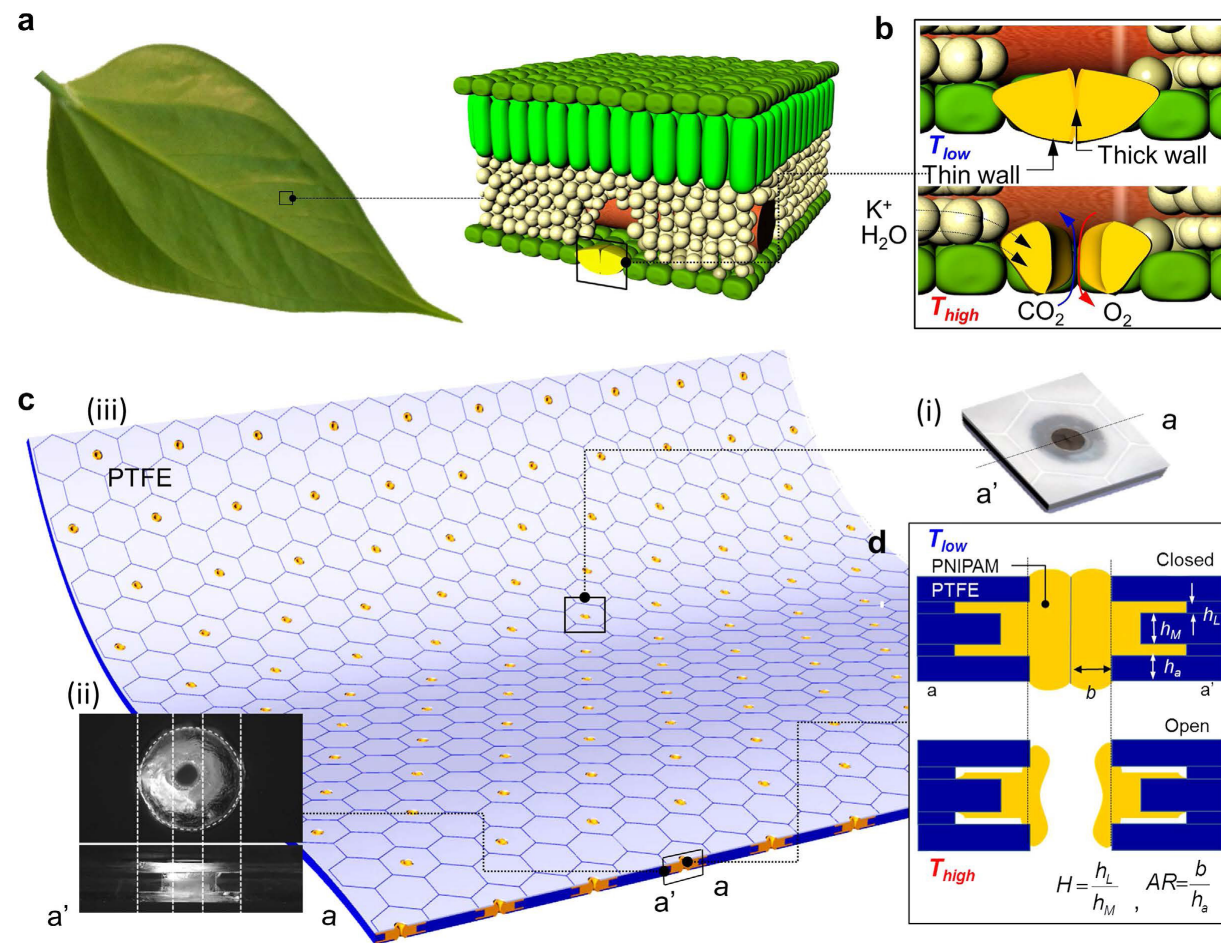 a
b
T_low
Thick wall
Thin wall
K⁺
H₂O
CO₂
O₂
T_high
c
(iii)
PTFE
(i)
a
a'
d
T_low
PNIPAM
Closed
PTFE
h_L
h_M
h_a
a
b
a'
Open
(ii)
a'
a
a'
a
T_high
H = h_L / h_M , AR = b / h_a